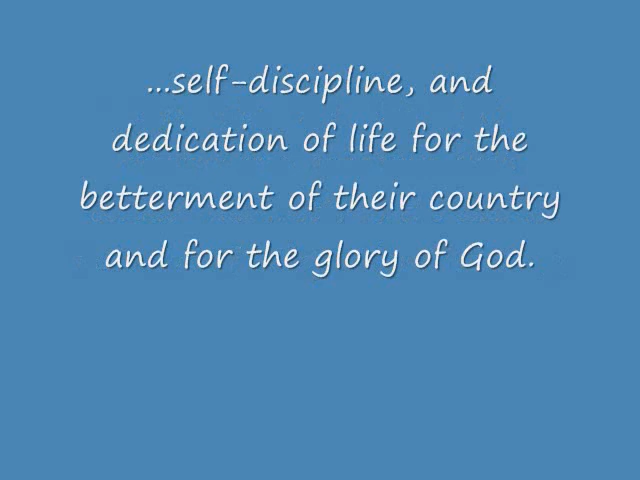 ...self-discipline, and
dedication of life for the
betterment of their country
and for the glory of God.